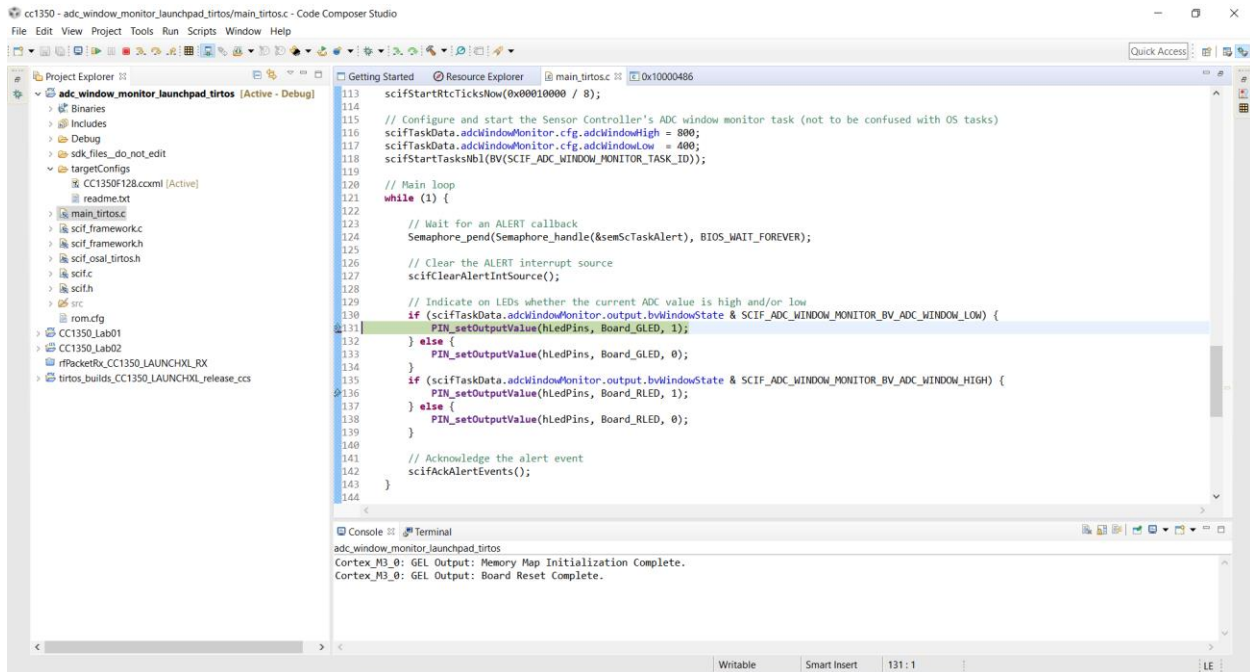 cc1350 - adc_window_monitor_launchpad_tirtos/main_tirtos.c - Code Composer Studio
File Edit View Project Tools Run Scripts Window Help
Quick Access
Project Explorer
adc_window_monitor_launchpad_tirtos [Active - Debug]
Binaries
Includes
Debug
sdk_files__do_not_edit
targetConfigs
CC1350F128.ccxml [Active]
readme.txt
main_tirtos.c
scif_framework.c
scif_framework.h
scif_osal_tirtos.h
scif.c
scif.h
src
rom.cfg
CC1350_Lab01
CC1350_Lab02
rfPacketRx_CC1350_LAUNCHXL_RX
tirtos_builds_CC1350_LAUNCHXL_release_ccs
Getting Started Resource Explorer main_tirtos.c 0x10000486
113 scifStartRtcTicksNow(0x00010000 / 8);
114
115 // Configure and start the Sensor Controller's ADC window monitor task (not to be confused with OS tasks)
116 scifTaskData.adcWindowMonitor.cfg.adcWindowHigh = 800;
117 scifTaskData.adcWindowMonitor.cfg.adcWindowLow = 400;
118 scifStartTasksNbl(BV(SCIF_ADC_WINDOW_MONITOR_TASK_ID));
119
120 // Main loop
121 while (1) {
122
123 // Wait for an ALERT callback
124 Semaphore_pend(Semaphore_handle(&semScTaskAlert), BIOS_WAIT_FOREVER);
125
126 // Clear the ALERT interrupt source
127 scifClearAlertIntSource();
128
129 // Indicate on LEDs whether the current ADC value is high and/or low
130 if (scifTaskData.adcWindowMonitor.output.bvWindowState & SCIF_ADC_WINDOW_MONITOR_BV_ADC_WINDOW_LOW) {
131 PIN_setOutputValue(hLedPins, Board_GLED, 1);
132 } else {
133 PIN_setOutputValue(hLedPins, Board_GLED, 0);
134 }
135 if (scifTaskData.adcWindowMonitor.output.bvWindowState & SCIF_ADC_WINDOW_MONITOR_BV_ADC_WINDOW_HIGH) {
136 PIN_setOutputValue(hLedPins, Board_RLED, 1);
137 } else {
138 PIN_setOutputValue(hLedPins, Board_RLED, 0);
139 }
140
141 // Acknowledge the alert event
142 scifAckAlertEvents();
143 }
144
Console Terminal
adc_window_monitor_launchpad_tirtos
Cortex_M3_0: GEL Output: Memory Map Initialization Complete.
Cortex_M3_0: GEL Output: Board Reset Complete.
Writable Smart Insert 131 : 1 LE